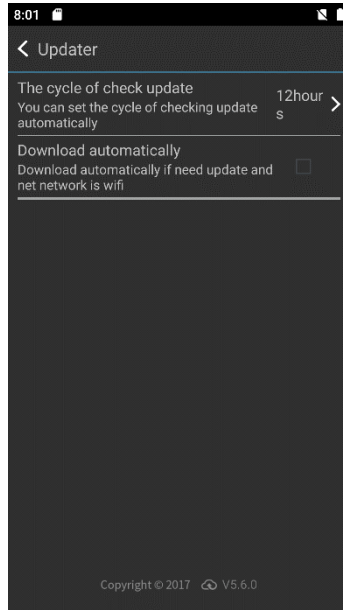 8:01
Updater
The cycle of check update
You can set the cycle of checking update
automatically
12hour
s
Download automatically
Download automatically if need update and
net network is wifi
Copyright © 2017 V5.6.0